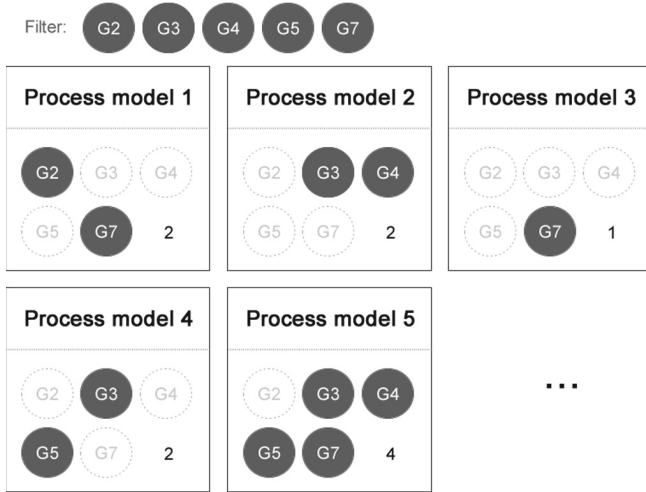 Filter: G2 G3 G4 G5 G7
Process model 1
G2 G3 G4
G5 G7 2
Process model 2
G2 G3 G4
G5 G7 2
Process model 3
G2 G3 G4
G5 G7 1
Process model 4
G2 G3 G4
G5 G7 2
Process model 5
G2 G3 G4
G5 G7 4
...